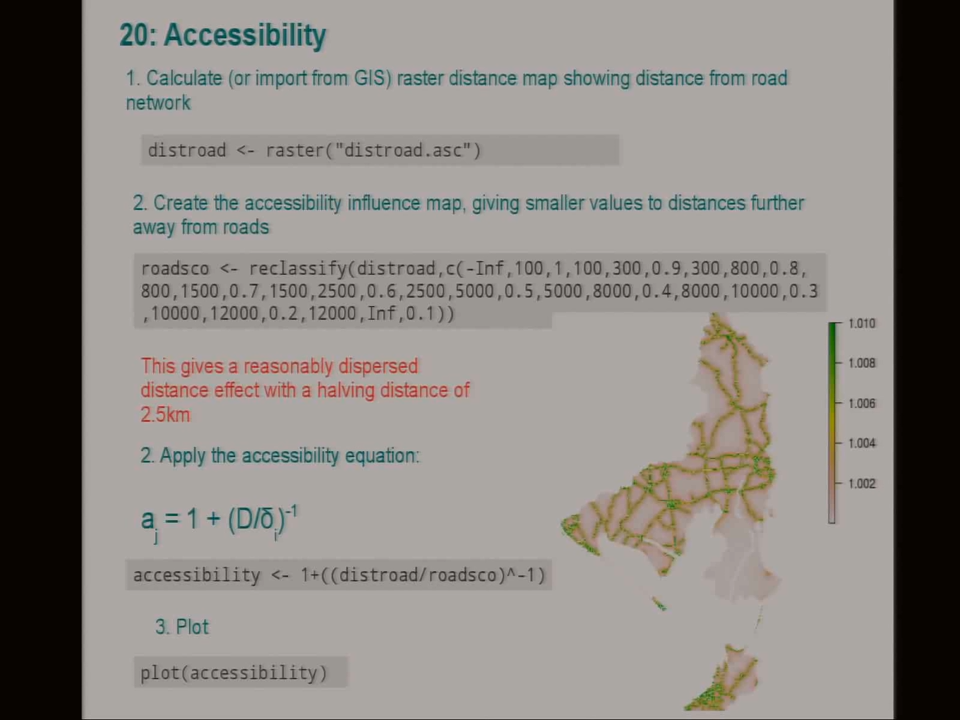 20: Accessibility
1. Calculate (or import from GIS) raster distance map showing distance from road
network
distroad <- raster("distroad.asc")
2. Create the accessibility influence map, giving smaller values to distances further
away from roads
roadsco <- reclassify(distroad,c(-Inf,100,1,100,300,0.9,300,800,0.8,
800,1500,0.7,1500,2500,0.6,2500,5000,0.5,5000,8000,0.4,8000,10000,0.3
,10000,12000,0.2,12000,Inf,0.1))
This gives a reasonably dispersed
distance effect with a halving distance of
2.5km
2. Apply the accessibility equation:
aj = 1 + (D/δi)-1
accessibility <- 1+((distroad/roadsco)^-1)
3. Plot
plot(accessibility)
1.010
1.008
1.006
1.004
1.002